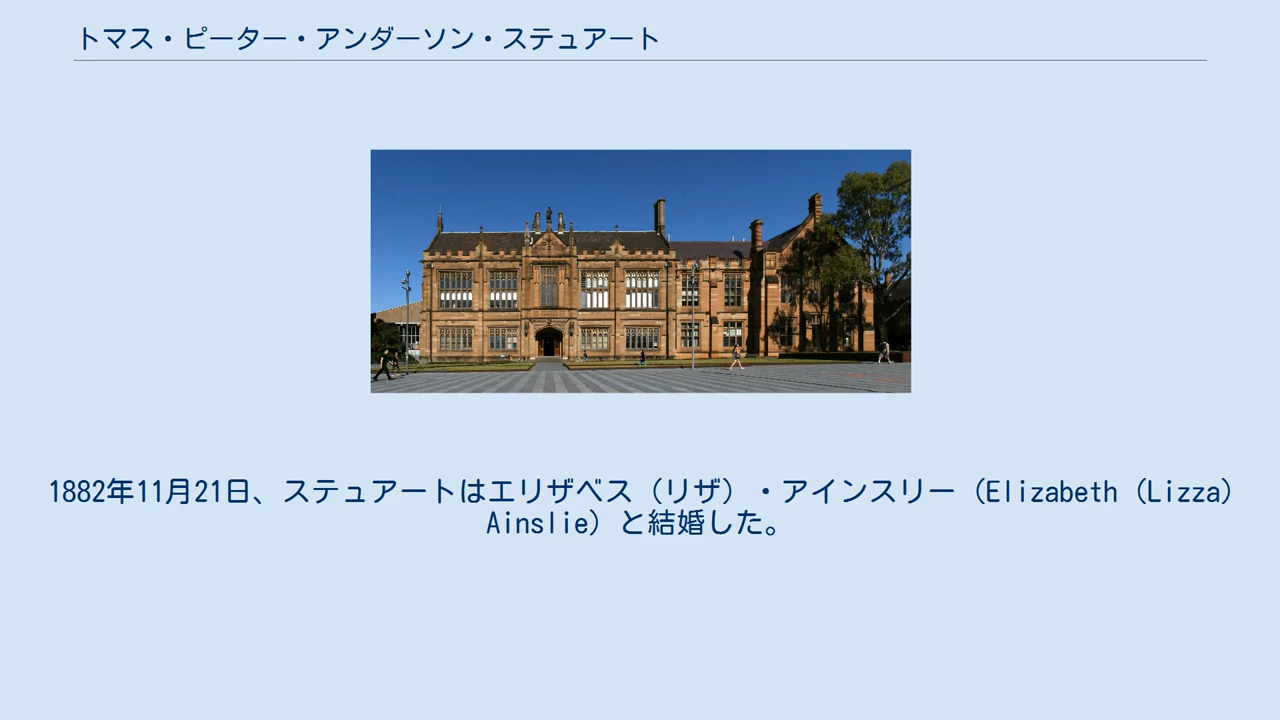 トマス・ピーター・アンダーソン・ステュアート
1882年11月21日、ステュアートはエリザベス（リザ）・アインスリー（Elizabeth（Lizza）
Ainslie）と結婚した。